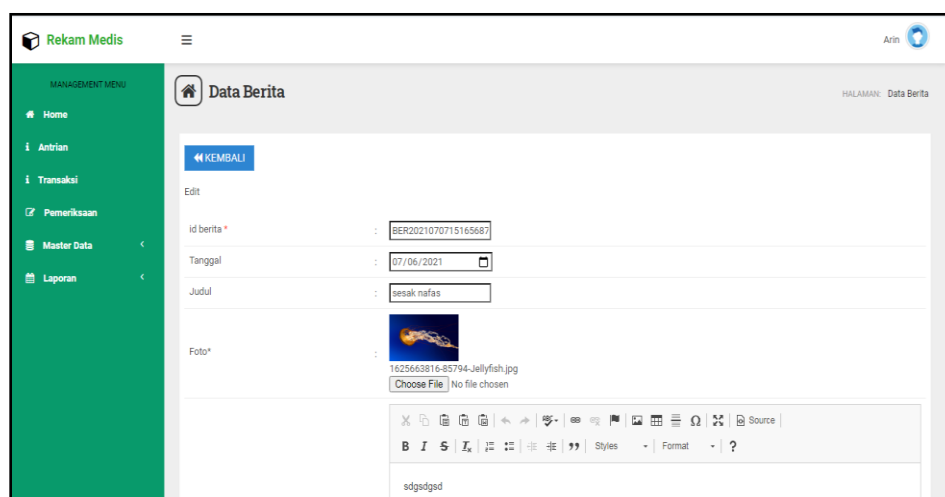 Rekam Medis
Arin
MANAGEMENT MENU
Home
Antrian
Transaksi
Pemeriksaan
Master Data
Laporan
Data Berita
HALAMAN: Data Berita
KEMBALI
Edit
id berita * : BER2021070715165687
Tanggal : 07/06/2021
Judul : sesak nafas
Foto* :
1625663816-85794-Jellyfish.jpg
Choose File No file chosen
Source
B I S Ix Styles Format ?
sdgsdgsd